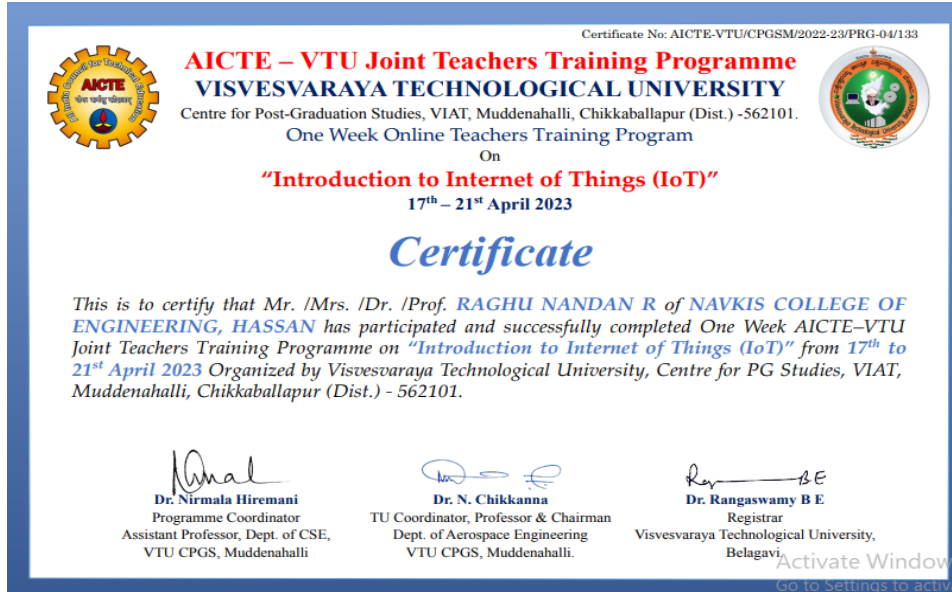 Certificate No: AICTE-VTU/CPGSM/2022-23/PRG-04/133
AICTE – VTU Joint Teachers Training Programme
VISVESVARAYA TECHNOLOGICAL UNIVERSITY
Centre for Post-Graduation Studies, VIAT, Muddenahalli, Chikkaballapur (Dist.) -562101.
One Week Online Teachers Training Program
On
“Introduction to Internet of Things (IoT)”
17th – 21st April 2023
All India Council for Technical Education
AICTE
Certificate
This is to certify that Mr. /Mrs. /Dr. /Prof. RAGHU NANDAN R of NAVKIS COLLEGE OF
ENGINEERING, HASSAN has participated and successfully completed One Week AICTE–VTU
Joint Teachers Training Programme on “Introduction to Internet of Things (IoT)” from 17th to
21st April 2023 Organized by Visvesvaraya Technological University, Centre for PG Studies, VIAT,
Muddenahalli, Chikkaballapur (Dist.) - 562101.
Dr. Nirmala Hiremani
Programme Coordinator
Assistant Professor, Dept. of CSE,
VTU CPGS, Muddenahalli
Dr. N. Chikkanna
TU Coordinator, Professor & Chairman
Dept. of Aerospace Engineering
VTU CPGS, Muddenahalli.
B E
Dr. Rangaswamy B E
Registrar
Visvesvaraya Technological University,
Belagavi
Activate Window
Go to Settings to activ